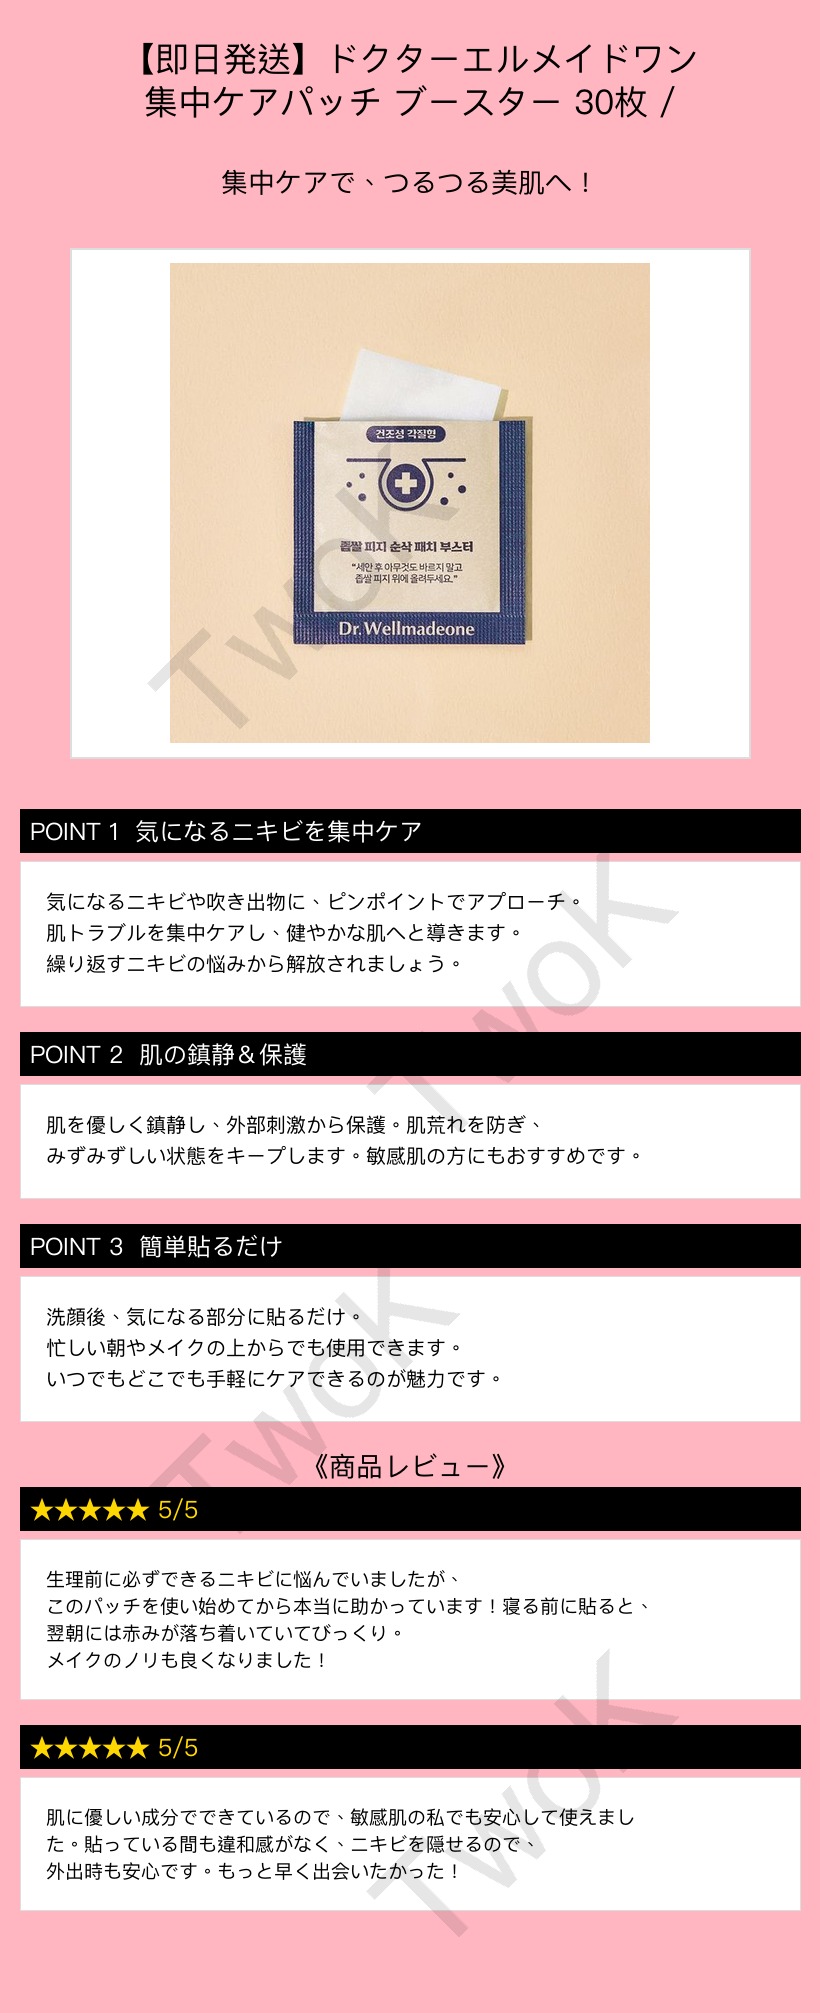 【即日発送】ドクターエルメイドワン
集中ケアパッチ ブースター 30枚 /
集中ケアで、つるつる美肌へ！
건조성 각질형
좁쌀 피지 순삭 패치 부스터
“세안 후 아무것도 바르지 말고
좁쌀 피지 위에 올려두세요.”
Dr.Wellmadeone
TwoK
POINT 1 気になるニキビを集中ケア
気になるニキビや吹き出物に、ピンポイントでアプローチ。
肌トラブルを集中ケアし、健やかな肌へと導きます。
繰り返すニキビの悩みから解放されましょう。
TwoK
POINT 2 肌の鎮静＆保護
肌を優しく鎮静し、外部刺激から保護。肌荒れを防ぎ、
みずみずしい状態をキープします。敏感肌の方にもおすすめです。
POINT 3 簡単貼るだけ
洗顔後、気になる部分に貼るだけ。
忙しい朝やメイクの上からでも使用できます。
いつでもどこでも手軽にケアできるのが魅力です。
TwoK
《商品レビュー》
★★★★★ 5/5
生理前に必ずできるニキビに悩んでいましたが、
このパッチを使い始めてから本当に助かっています！寝る前に貼ると、
翌朝には赤みが落ち着いていてびっくり。
メイクのノリも良くなりました！
★★★★★ 5/5
肌に優しい成分でできているので、敏感肌の私でも安心して使えまし
た。貼っている間も違和感がなく、ニキビを隠せるので、
外出時も安心です。もっと早く出会いたかった！
TwoK